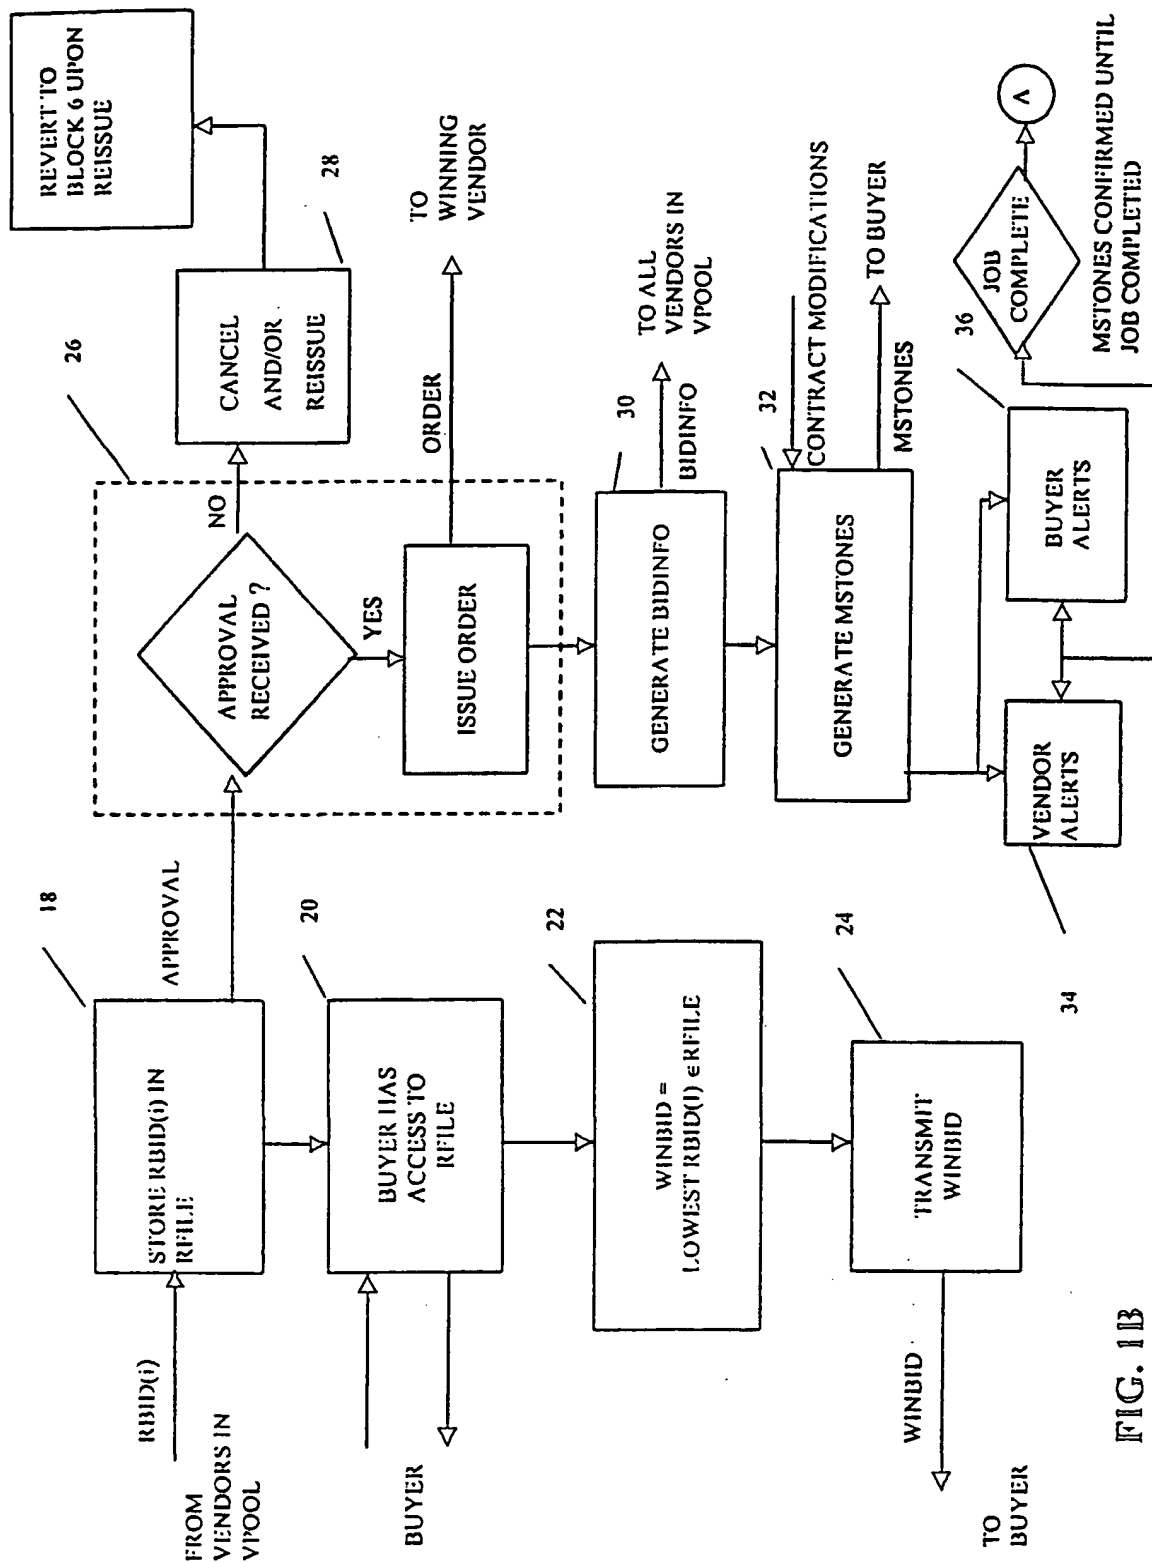 RBID(i)
FROM
VENDORS IN
VPOOL
18
STORE RBID(i) IN
RFILE
APPROVAL
BUYER
20
BUYER HAS
ACCESS TO
RFILE
22
WINBID =
LOWEST RBID(I) ∈ RFILE
24
TRANSMIT
WINBID
WINBID
TO
BUYER
26
APPROVAL
RECEIVED ?
NO
YES
CANCEL
AND/OR
REISSUE
28
REVERT TO
BLOCK 6 UPON
REISSUE
ISSUE ORDER
ORDER
TO
WINNING
VENDOR
30
GENERATE BIDINFO
BIDINFO
TO ALL
VENDORS IN
VPOOL
32
GENERATE MSTONES
CONTRACT MODIFICATIONS
MSTONES
TO BUYER
34
VENDOR
ALERTS
36
BUYER
ALERTS
JOB
COMPLETE
A
MSTONES CONFIRMED UNTIL
JOB COMPLETED
FIG. 1B